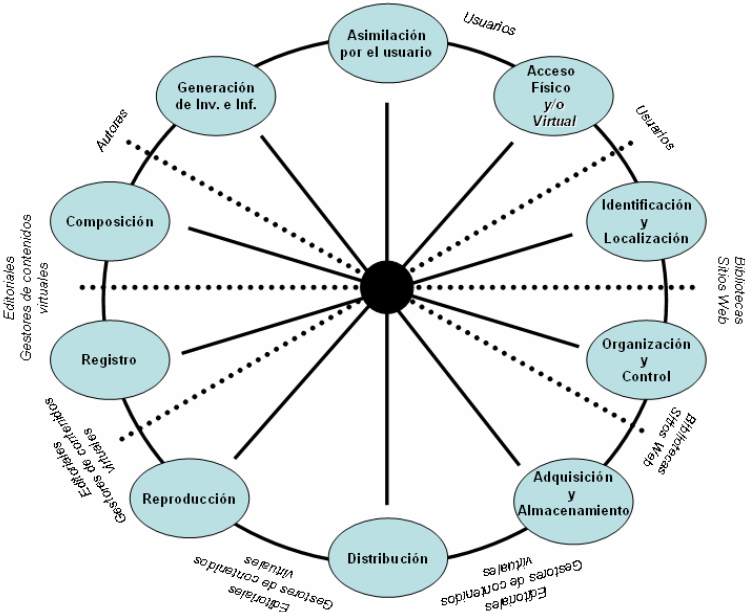 Asimilación
por el usuario
Usuarios
Acceso
Físico
y/o
Virtual
Usuarios
Identificación
y
Localización
Bibliotecas
Sitios Web
Organización
y
Control
Bibliotecas
Sitios Web
Adquisición
y
Almacenamiento
Editoriales
Gestores de contenidos
virtuales
Distribución
Editoriales
Gestores de contenidos
virtuales
Reproducción
Editoriales
Gestores de contenidos
virtuales
Registro
Editoriales
Gestores de contenidos
virtuales
Composición
Autoras
Generación
de Inv. e Inf.